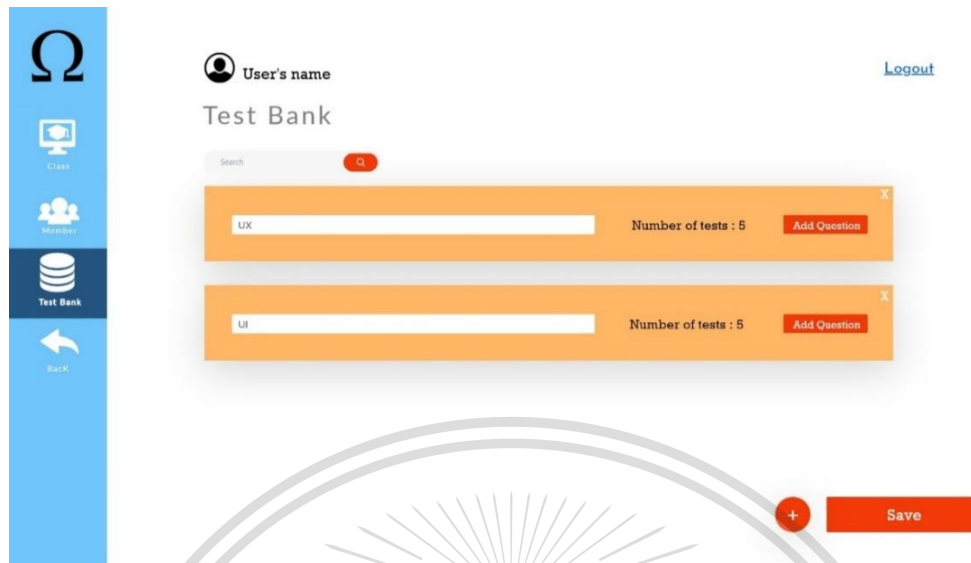 Ω
Class
Member
Test Bank
BacK
User's name
Logout
Test Bank
Search
X
UX
Number of tests : 5
Add Question
X
UI
Number of tests : 5
Add Question
+
Save